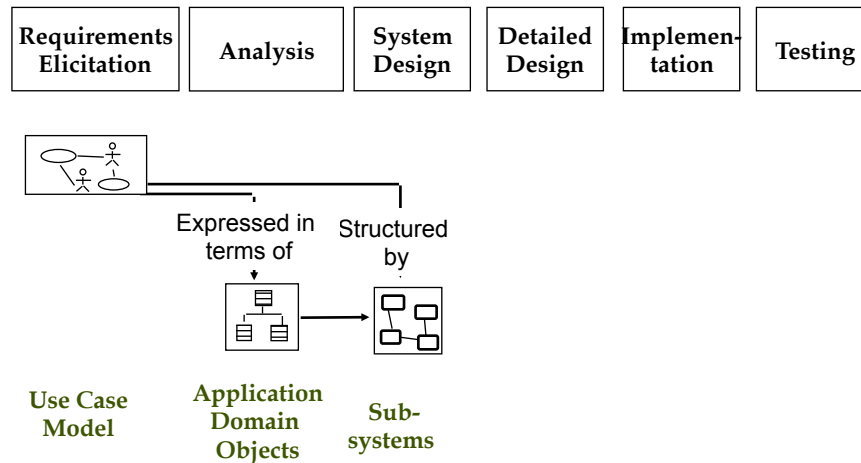 Requirements
Elicitation
Analysis
System
Design
Detailed
Design
Implemen-
tation
Testing
Expressed in
terms of
Structured
by
Use Case
Model
Application
Domain
Objects
Sub-
systems